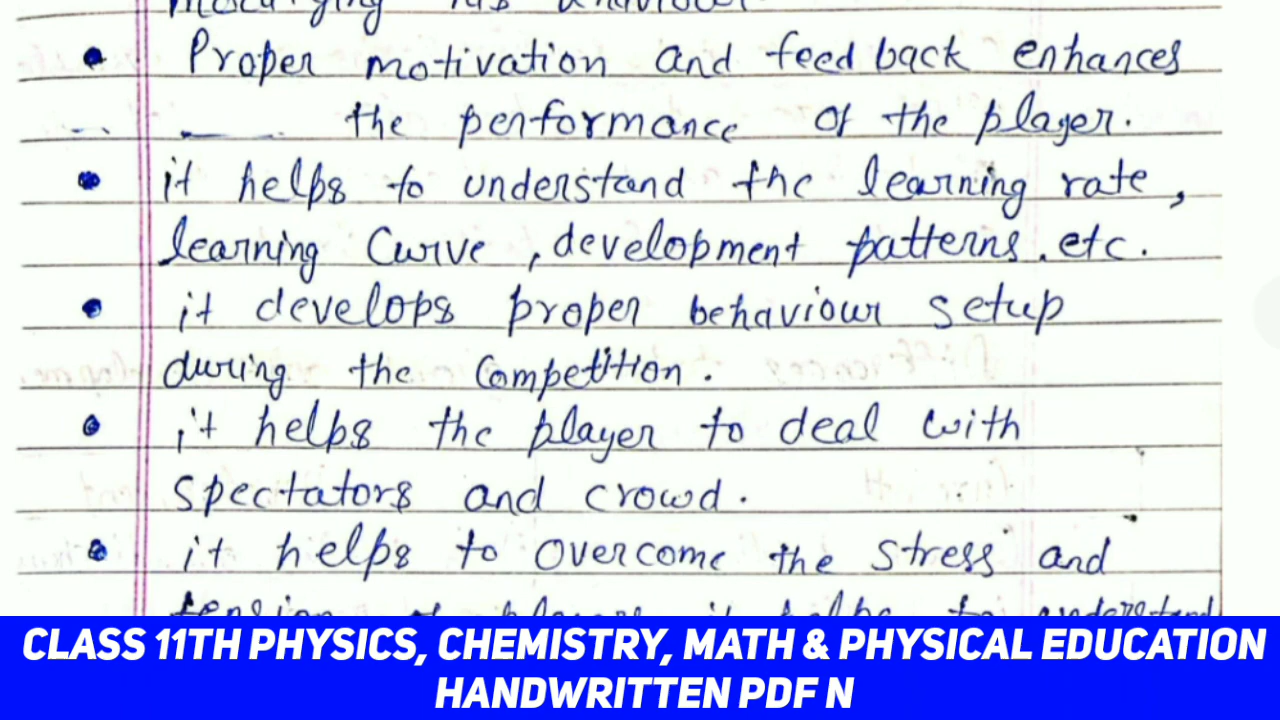 • Proper motivation and feed back enhances
the performance of the player.
• it helps to understand the learning rate,
learning Curve, development patterns. etc.
• it develops proper behaviour setup
during the Competition.
• it helps the player to deal with
spectators and crowd.
• it helps to overcome the stress and
CLASS 11TH PHYSICS, CHEMISTRY, MATH & PHYSICAL EDUCATION
HANDWRITTEN PDF N